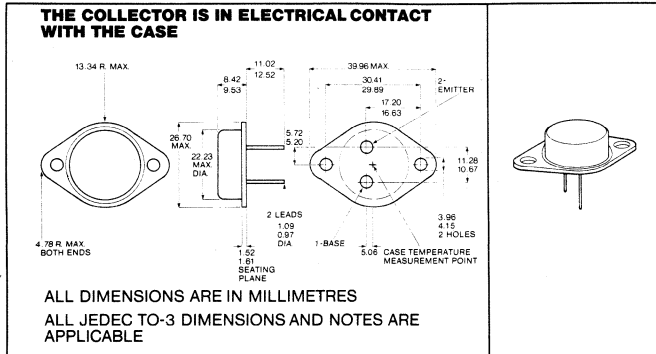 THE COLLECTOR IS IN ELECTRICAL CONTACT
WITH THE CASE
13.34 R. MAX.
8.42
9.53
11.02
12.52
39.96 MAX.
30.41
29.89
2-
EMITTER
17.20
16.63
26.70
MAX.
22.23
MAX.
DIA.
5.72
5.20
11.28
10.67
4.78 R. MAX.
BOTH ENDS
2 LEADS
1.09
0.97
DIA.
1-BASE
3.96
4.15
2 HOLES
1.52
1.61
SEATING
PLANE
5.06
CASE TEMPERATURE
MEASUREMENT POINT
ALL DIMENSIONS ARE IN MILLIMETRES
ALL JEDEC TO-3 DIMENSIONS AND NOTES ARE
APPLICABLE